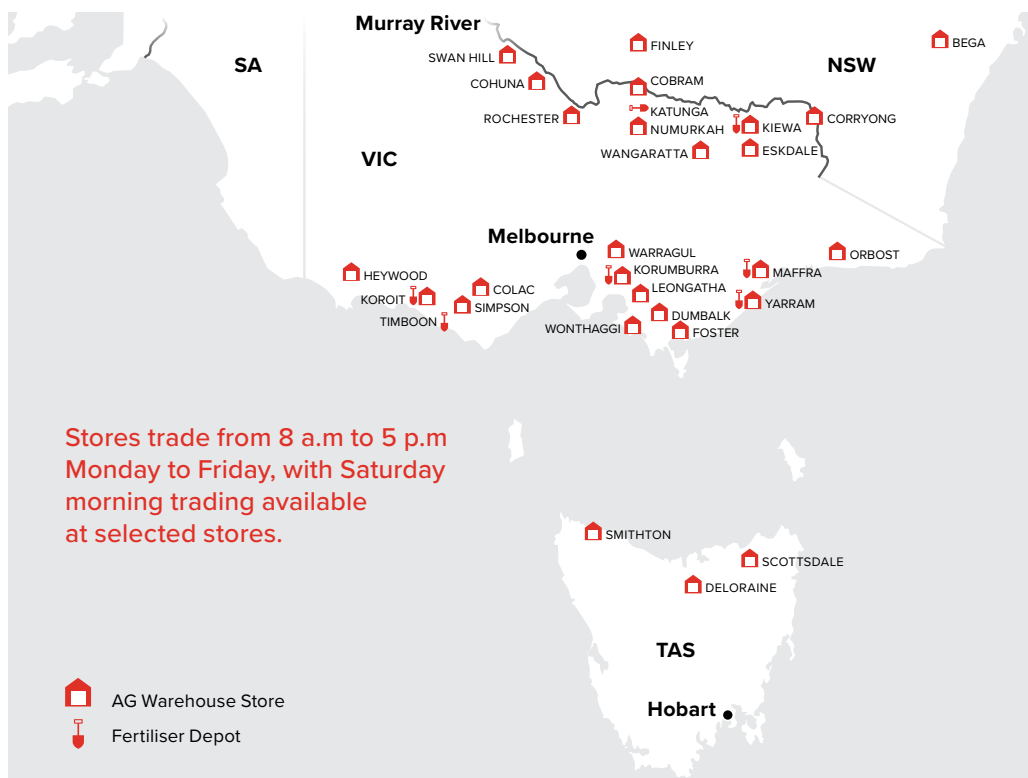 Murray River
SA
SWAN HILL
FINLEY
NSW
BEGA
COHUNA
COBRAM
ROCHESTER
KATUNGA
NUMURKAH
KIEWA
CORRYONG
VIC
WANGARATTA
ESKDALE
Melbourne
WARRAGUL
ORBOST
HEYWOOD
KORUMBURRA
MAFFRA
KOROIT
COLAC
LEONGATHA
SIMPSON
YARRAM
TIMBOON
DUMBALK
WONTHAGGI
FOSTER
Stores trade from 8 a.m to 5 p.m
Monday to Friday, with Saturday
morning trading available
at selected stores.
SMITHTON
SCOTTSDALE
DELORAINE
TAS
Hobart
AG Warehouse Store
Fertiliser Depot